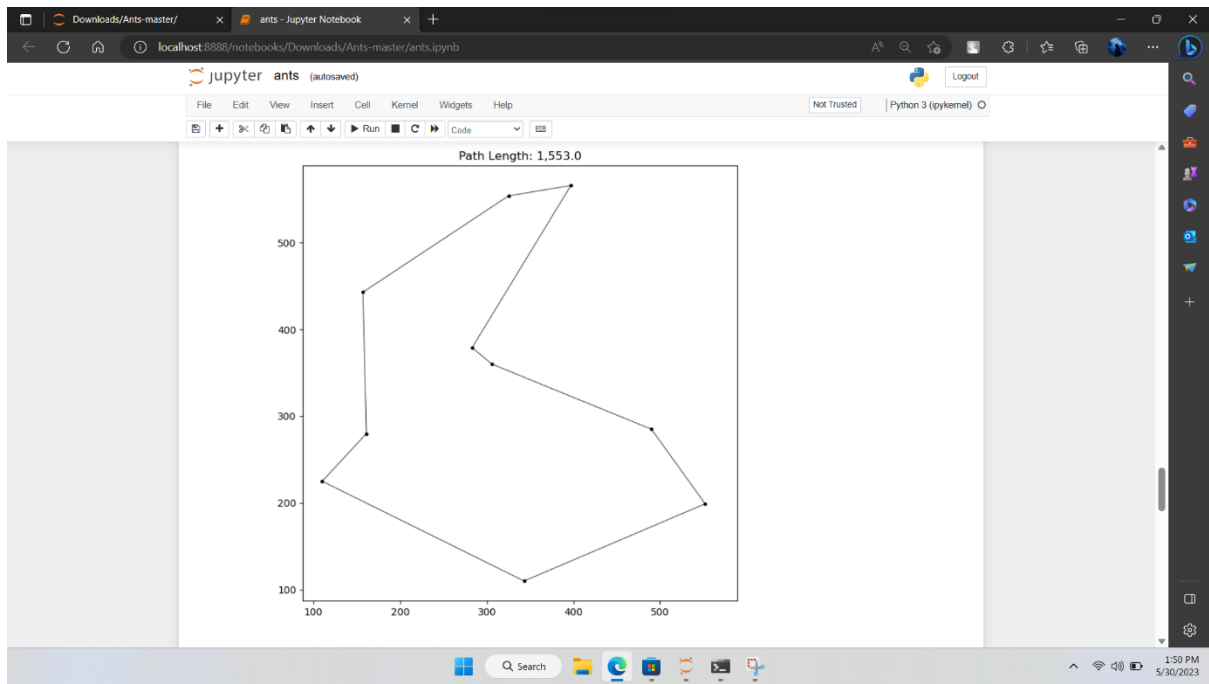 Downloads/Ants-master/
ants - Jupyter Notebook
localhost:8888/notebooks/Downloads/Ants-master/ants.ipynb
jupyter ants (autosaved)
Logout
File Edit View Insert Cell Kernel Widgets Help
Not Trusted
Python 3 (ipykernel)
Run
Code
Path Length: 1,553.0
500
400
300
200
100
100 200 300 400 500
Search
1:50 PM
5/30/2023